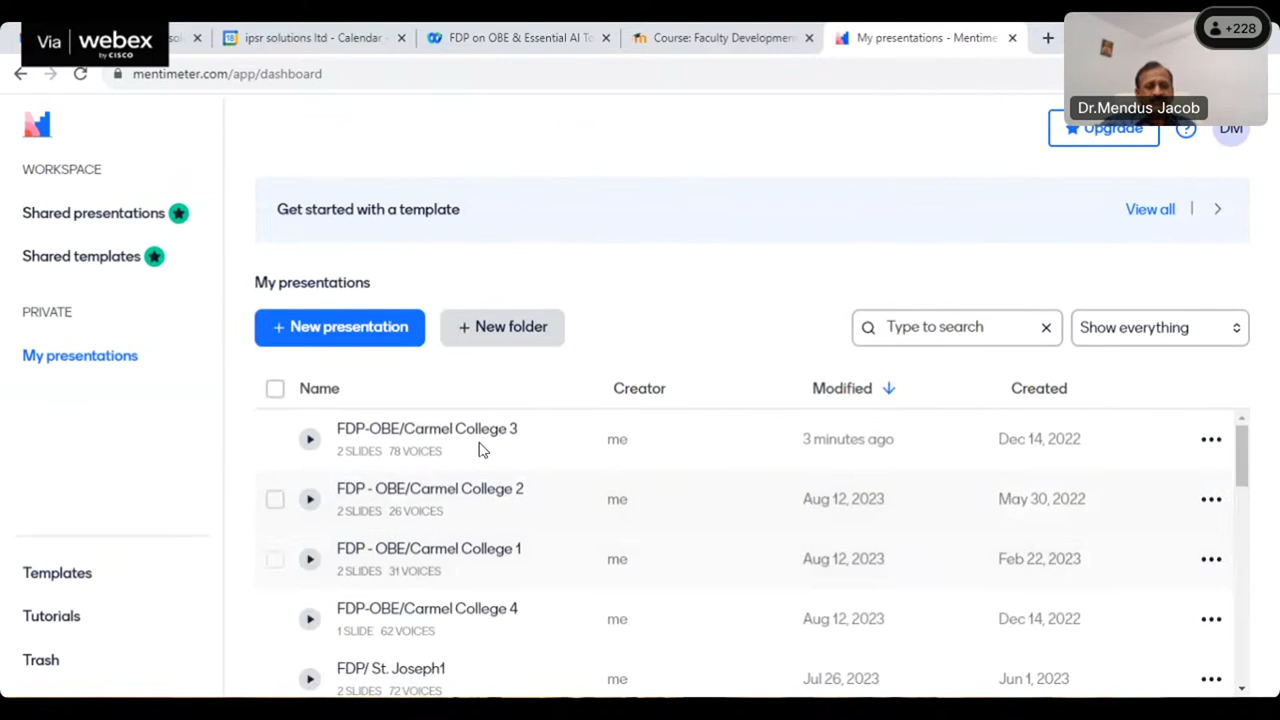 Via webex
by CISCO
sol
ipsr solutions ltd - Calendar -
FDP on OBE & Essential AI To
Course: Faculty Developmen
My presentations - Mentime
+228
mentimeter.com/app/dashboard
Dr.Mendus Jacob
Upgrade
?
DM
WORKSPACE
Shared presentations
Shared templates
PRIVATE
My presentations
Templates
Tutorials
Trash
Get started with a template
View all
My presentations
+ New presentation
+ New folder
Type to search
Show everything
Name Creator Modified Created
FDP-OBE/Carmel College 3
2 SLIDES 78 VOICES
me 3 minutes ago Dec 14, 2022
FDP - OBE/Carmel College 2
2 SLIDES 26 VOICES
me Aug 12, 2023 May 30, 2022
FDP - OBE/Carmel College 1
2 SLIDES 31 VOICES
me Aug 12, 2023 Feb 22, 2023
FDP-OBE/Carmel College 4
1 SLIDE 62 VOICES
me Aug 12, 2023 Dec 14, 2022
FDP/ St. Joseph1
2 SLIDES 72 VOICES
me Jul 26, 2023 Jun 1, 2023